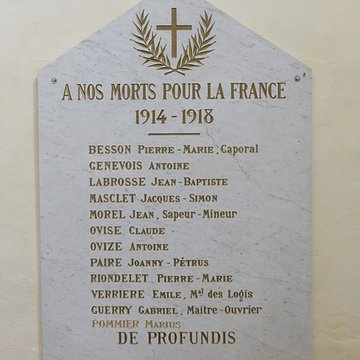 A NOS MORTS POUR LA FRANCE
1914-1918
BESSON PIERRE-MARIE, Caporal
GENEVOIS ANTOINE
LABROSSE JEAN-BAPTISTE
MASCLET JACQUES-SIMON
MOREL JEAN, Sapeur-Mineur
OVISE CLAUDE
OVIZE ANTOINE
PAIRE JOANNY-PÉTRUS
RIONDELET PIERRE-MARIE
VERRIERE EMILE, Mal des Logis
GUERRY GABRIEL, Maître-Ouvrier
POMMIER MARIUS
DE PROFUNDIS